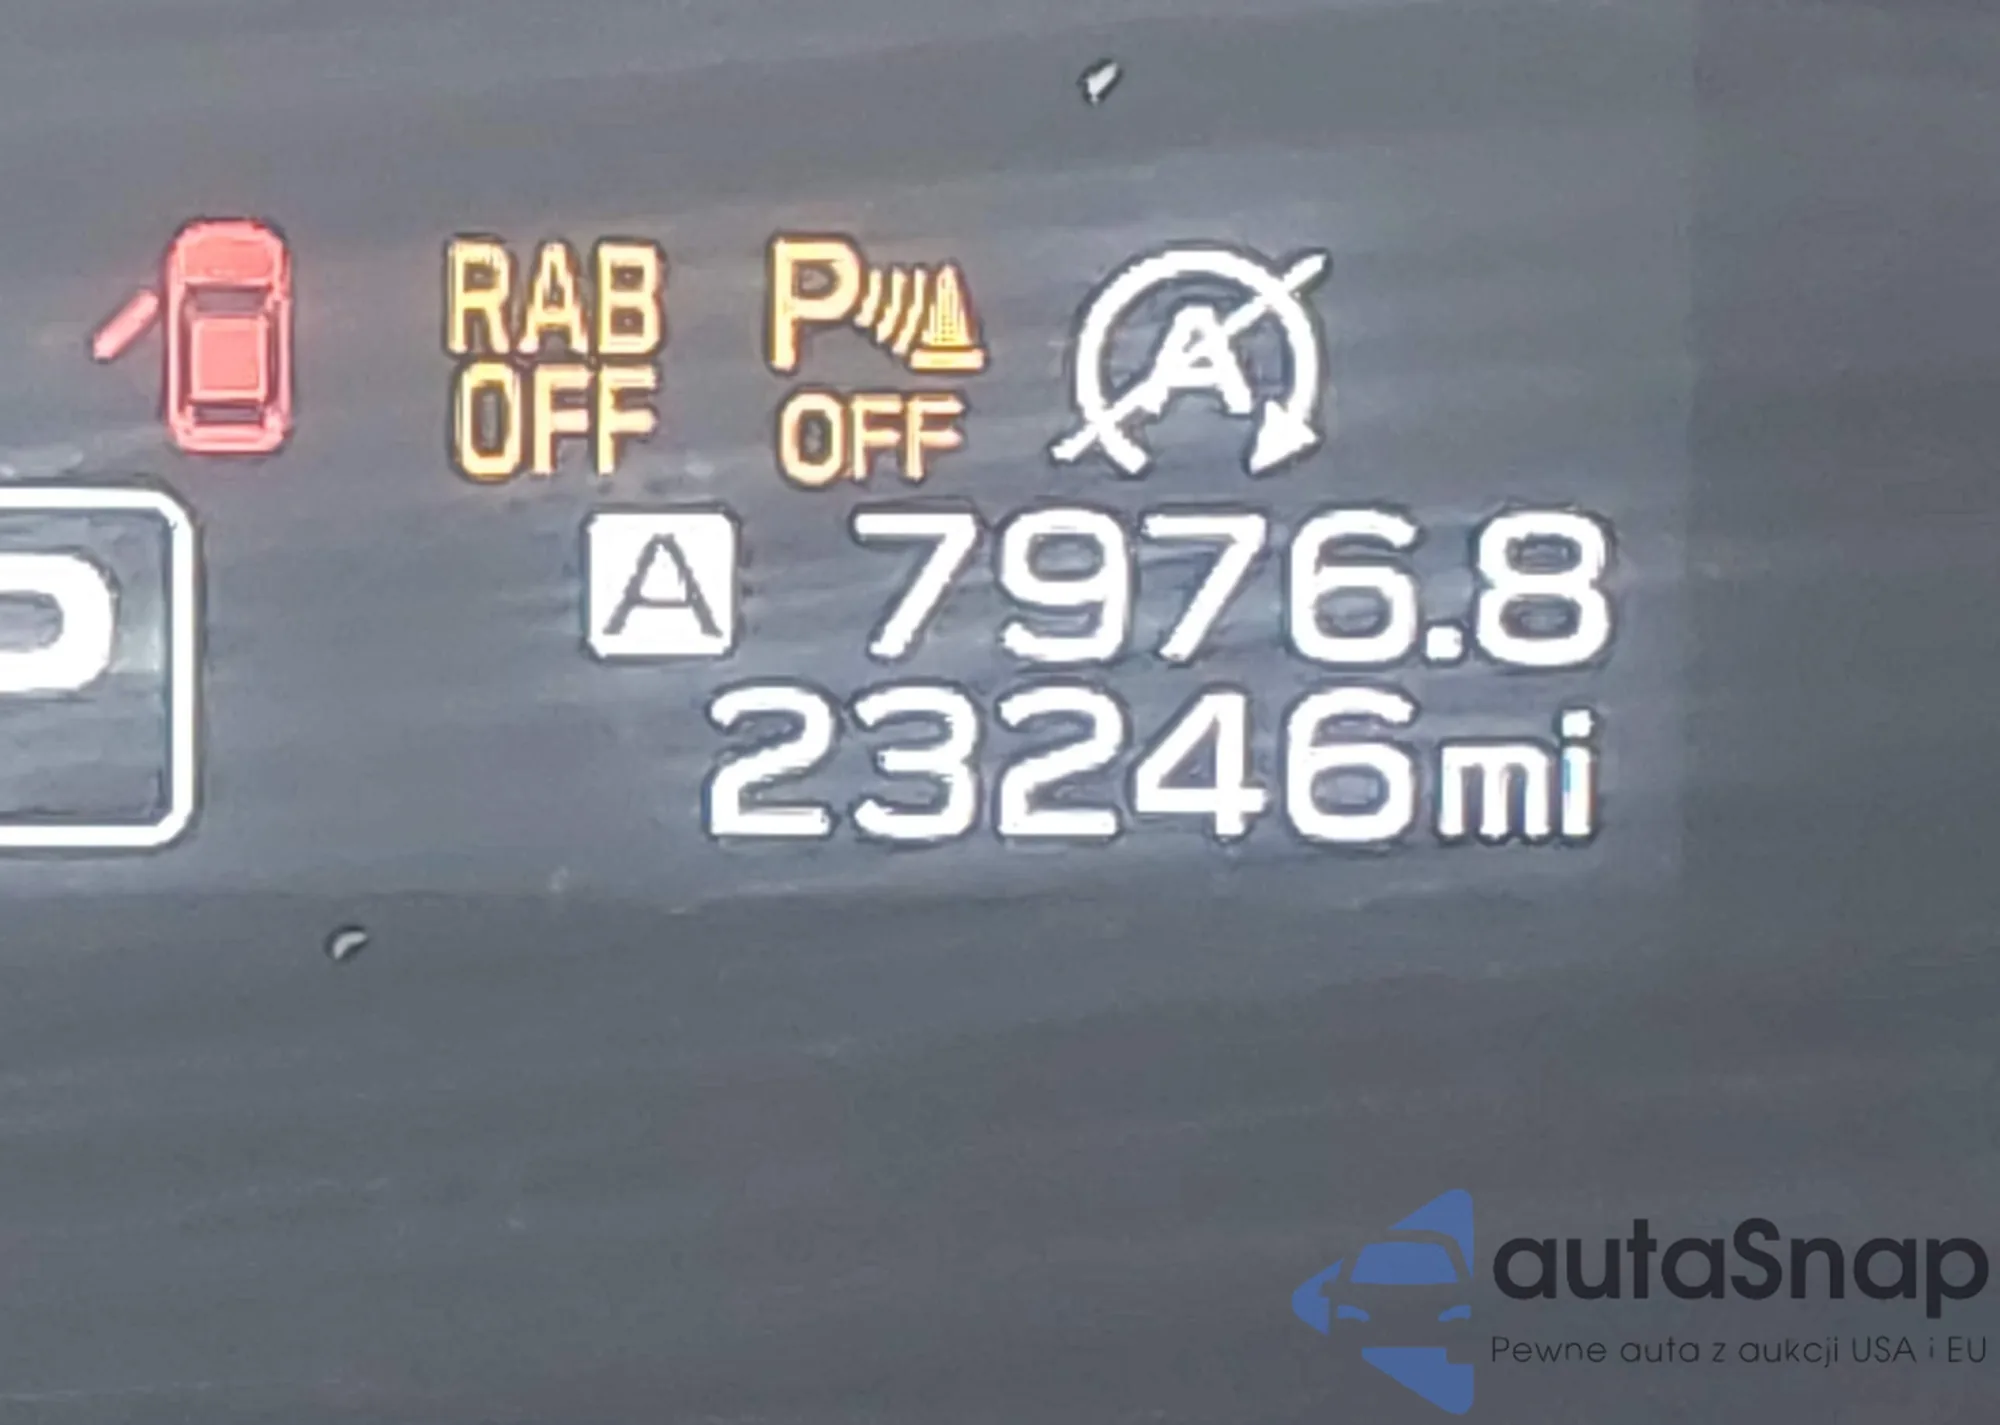 RAB
OFF
P
OFF
A
P
A 7976.8
23246mi
autaSnap
Pewne auta z aukcji USA i EU